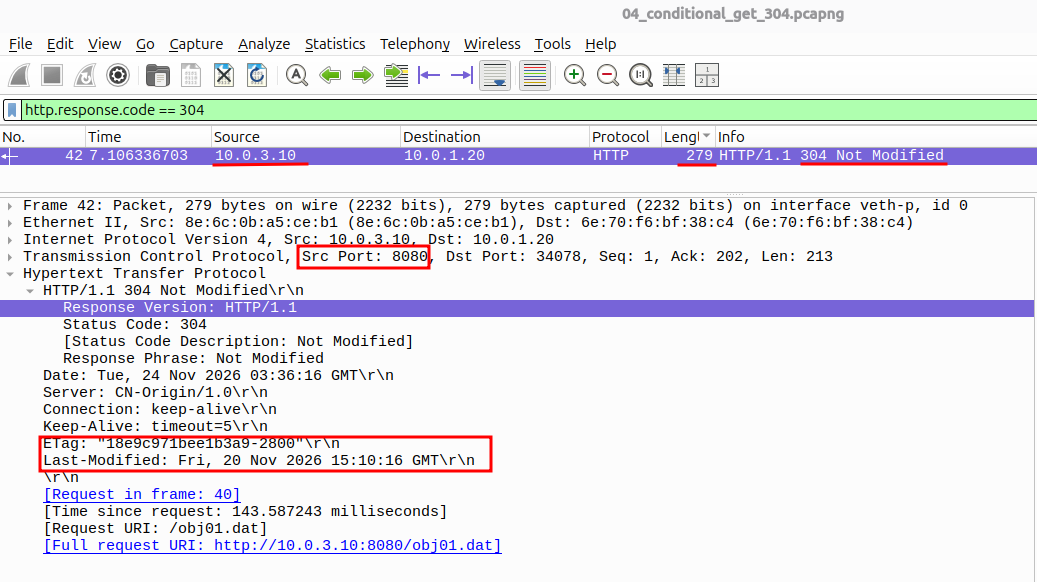 04_conditional_get_304.pcapng
File Edit View Go Capture Analyze Statistics Telephony Wireless Tools Help
http.response.code == 304
No. Time Source Destination Protocol Lengl Info
42 7.106336703 10.0.3.10 10.0.1.20 HTTP 279 HTTP/1.1 304 Not Modified
Frame 42: Packet, 279 bytes on wire (2232 bits), 279 bytes captured (2232 bits) on interface veth-p, id 0
Ethernet II, Src: 8e:6c:0b:a5:ce:b1 (8e:6c:0b:a5:ce:b1), Dst: 6e:70:f6:bf:38:c4 (6e:70:f6:bf:38:c4)
Internet Protocol Version 4, Src: 10.0.3.10, Dst: 10.0.1.20
Transmission Control Protocol, Src Port: 8080, Dst Port: 34078, Seq: 1, Ack: 202, Len: 213
Hypertext Transfer Protocol
HTTP/1.1 304 Not Modified\r\n
Response Version: HTTP/1.1
Status Code: 304
[Status Code Description: Not Modified]
Response Phrase: Not Modified
Date: Tue, 24 Nov 2026 03:36:16 GMT\r\n
Server: CN-Origin/1.0\r\n
Connection: keep-alive\r\n
Keep-Alive: timeout=5\r\n
ETag: "18e9c971bee1b3a9-2800"\r\n
Last-Modified: Fri, 20 Nov 2026 15:10:16 GMT\r\n
\r\n
[Request in frame: 40]
[Time since request: 143.587243 milliseconds]
[Request URI: /obj01.dat]
[Full request URI: http://10.0.3.10:8080/obj01.dat]